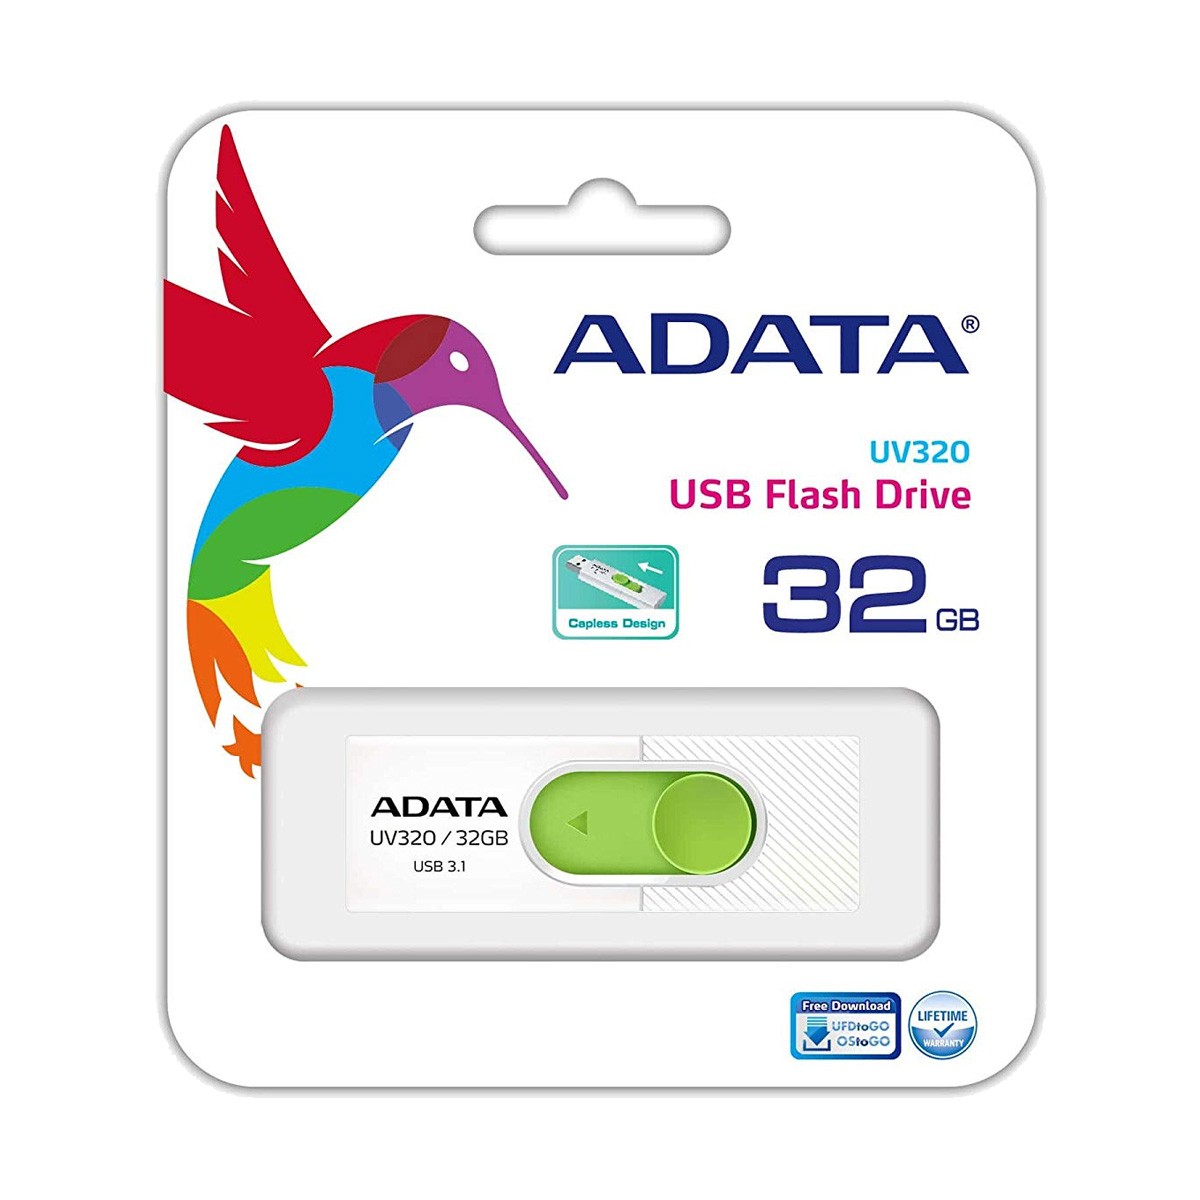 ADATA®
UV320
USB Flash Drive
32GB
Capless Design
ADATA
UV320 / 32GB
USB 3.1
Free Download
UFDtoGO
OStoGO
LIFETIME
WARRANTY